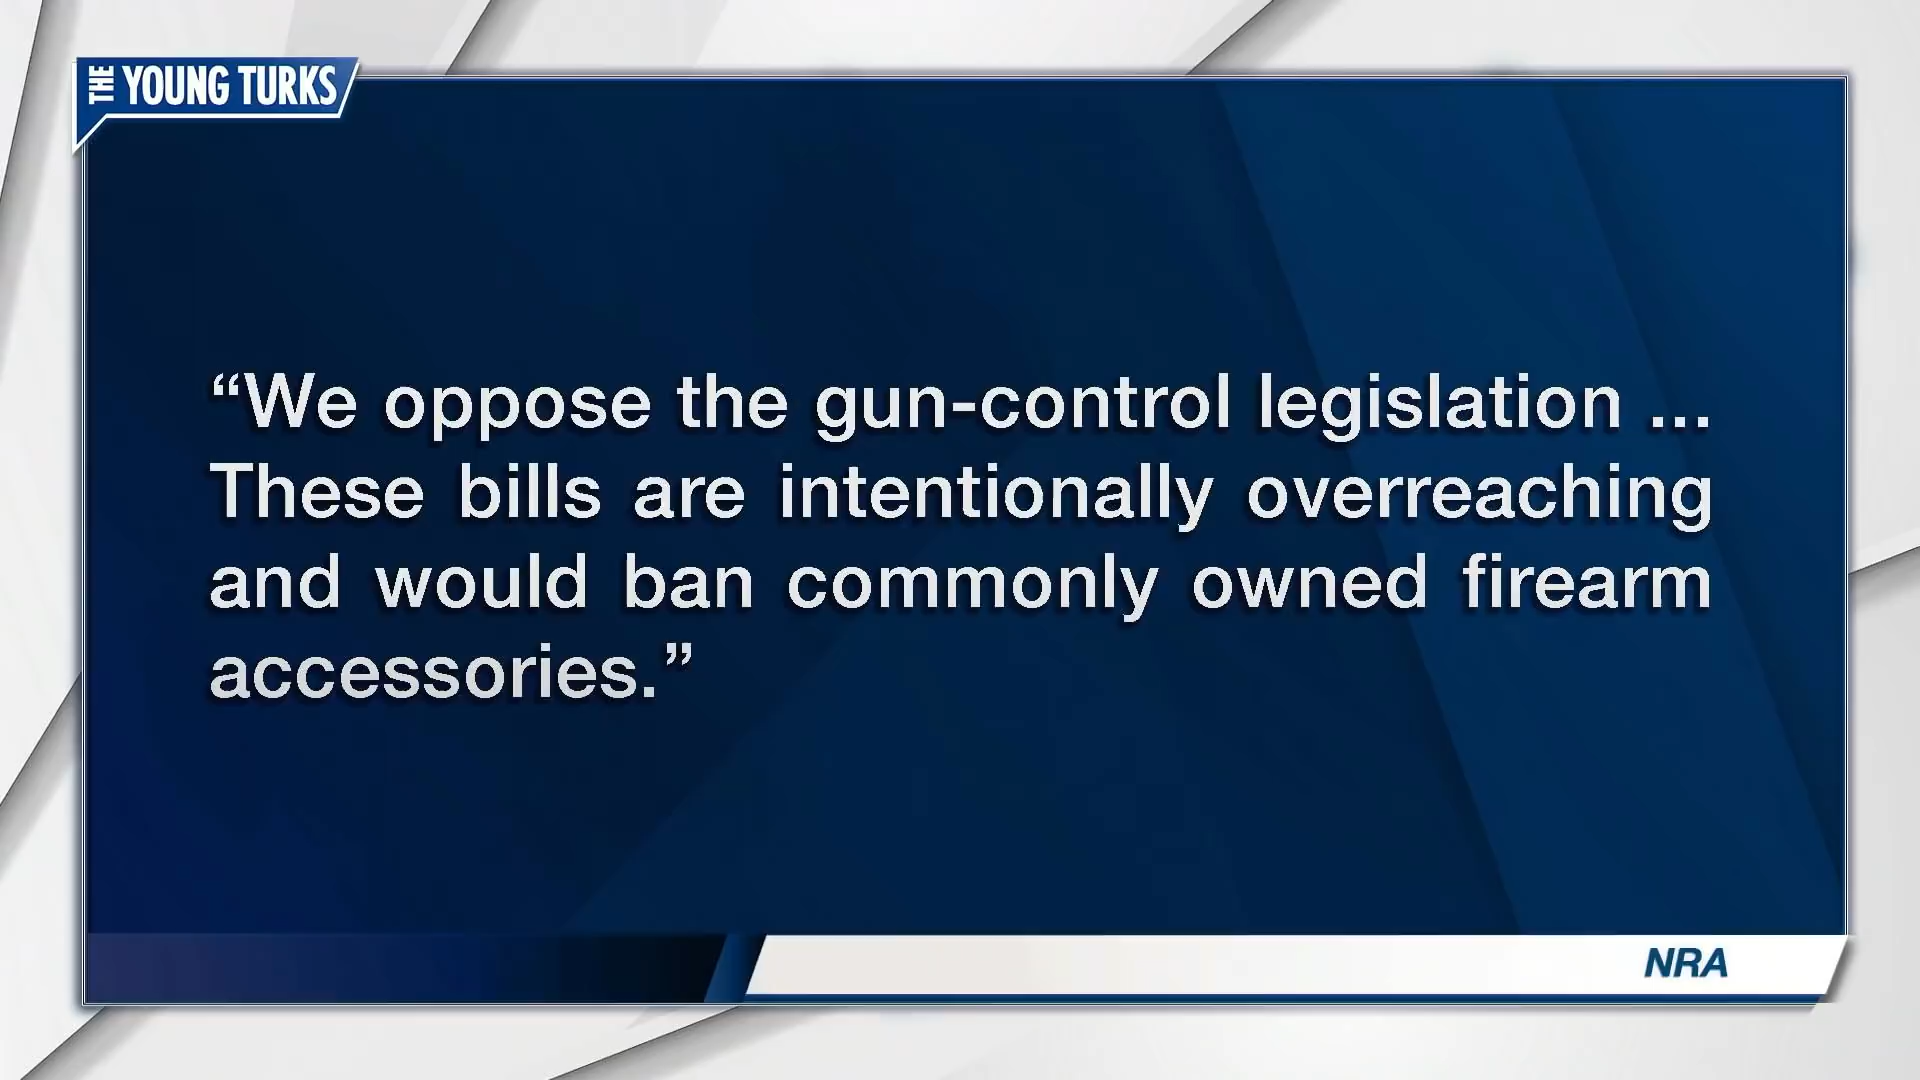 THE YOUNG TURKS
“We oppose the gun-control legislation ...
These bills are intentionally overreaching
and would ban commonly owned firearm
accessories.”
NRA